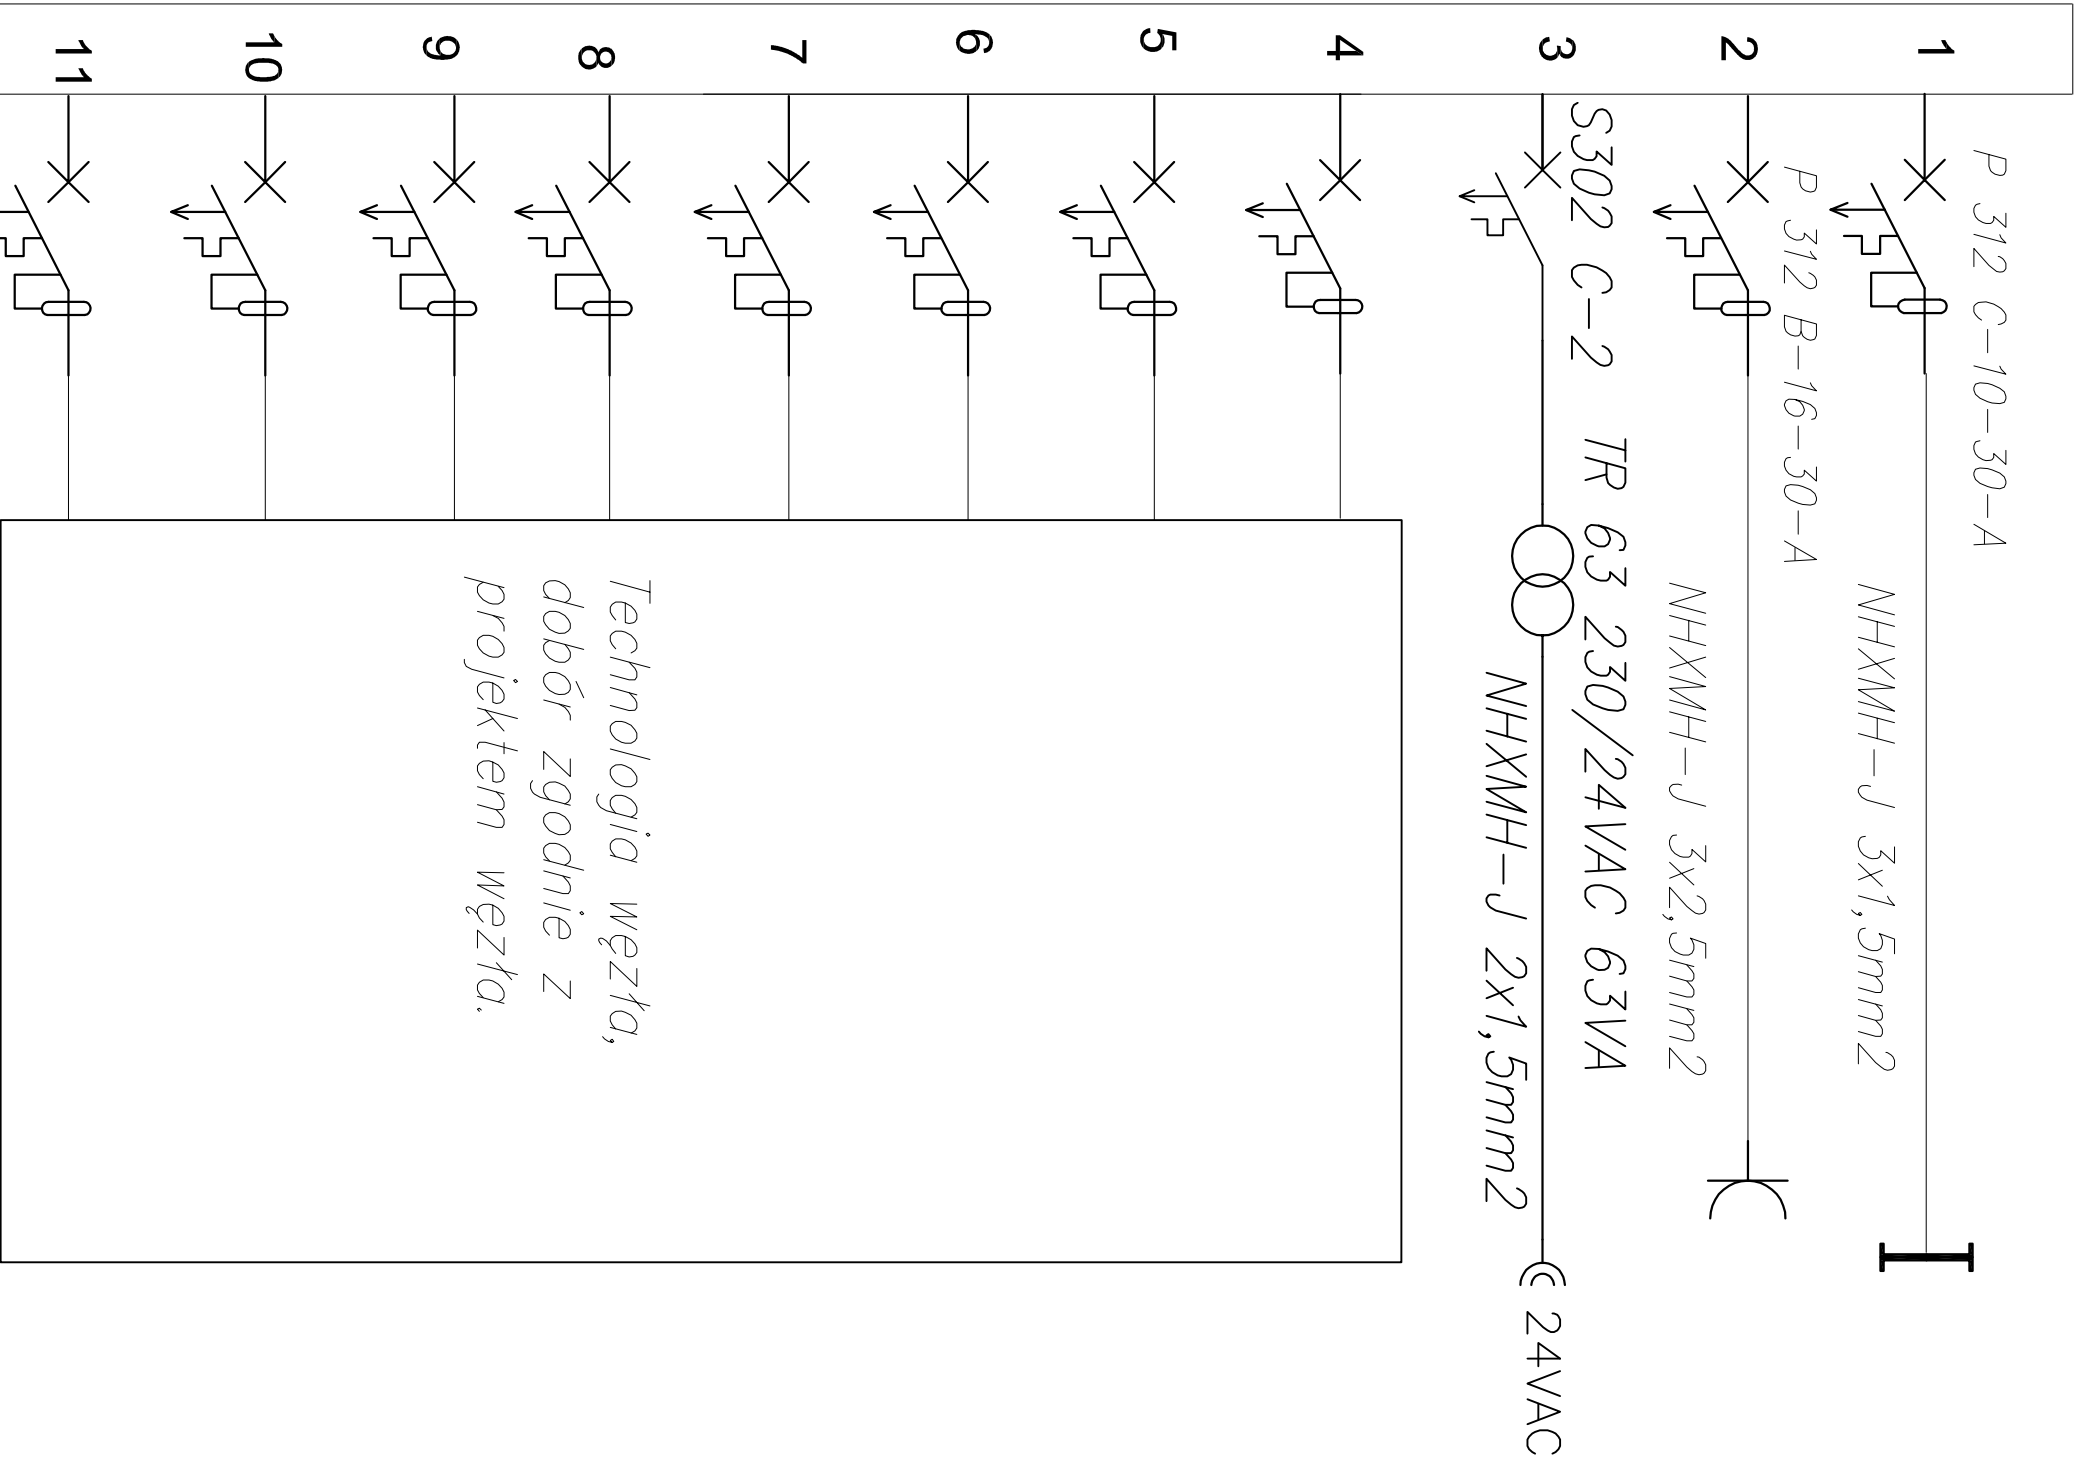 1
P 312 C-10-30-A
NHXMH-J 3x1,5mm2
2
P 312 B-16-30-A
NHXMH-J 3x2,5mm2
3
S302 C-2 TR 63 230/24VAC 63VA
NHXMH-J 2x1,5mm2
24VAC
4
5
6
7
8
9
10
11
Technologia węzła,
dobór zgodnie z
projektem węzła.